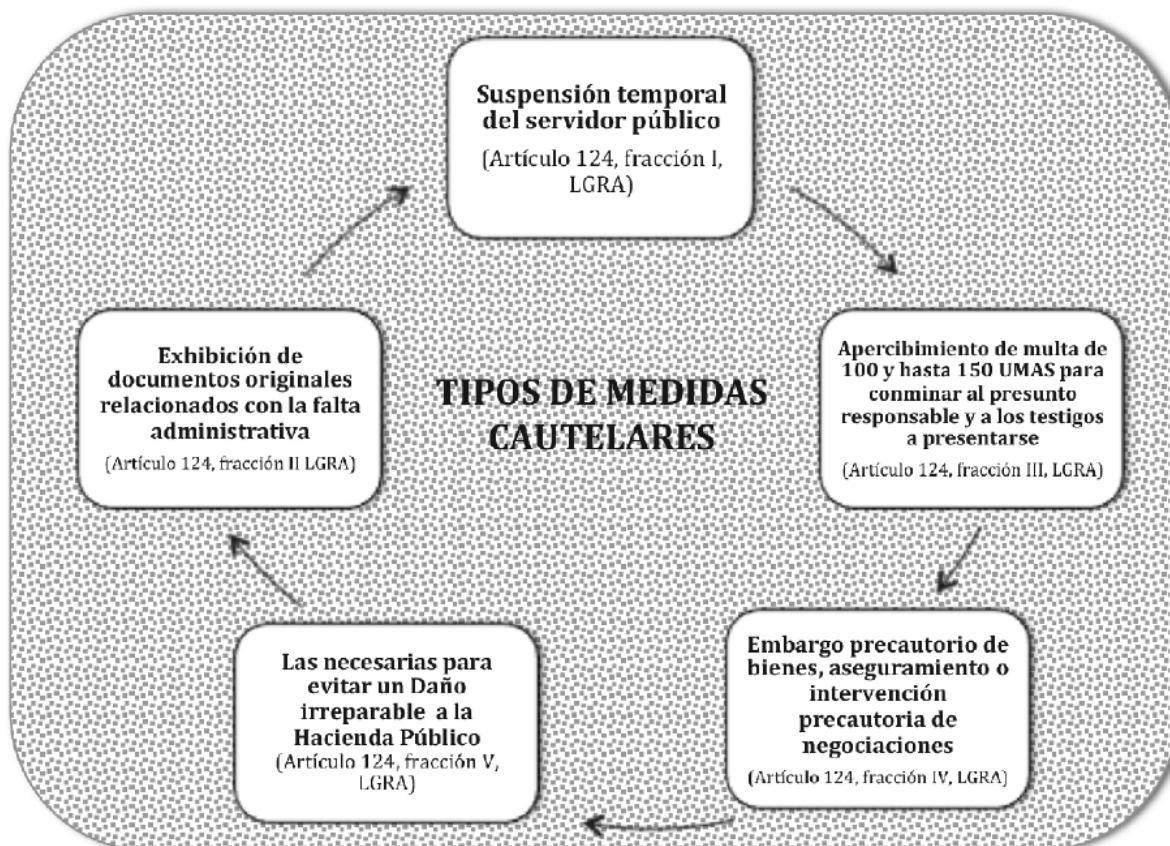 Suspensión temporal
del servidor público
(Artículo 124, fracción I,
LGRA)
Exhibición de
documentos originales
relacionados con la falta
administrativa
(Artículo 124, fracción II LGRA)
TIPOS DE MEDIDAS
CAUTELARES
Apercibimiento de multa de
100 y hasta 150 UMAS para
conminar al presunto
responsable y a los testigos
a presentarse
(Artículo 124, fracción III, LGRA)
Las necesarias para
evitar un Daño
irreparable a la
Hacienda Público
(Artículo 124, fracción V,
LGRA)
Embargo precautorio de
bienes, aseguramiento o
intervención
precautoria de
negociaciones
(Artículo 124, fracción IV, LGRA)